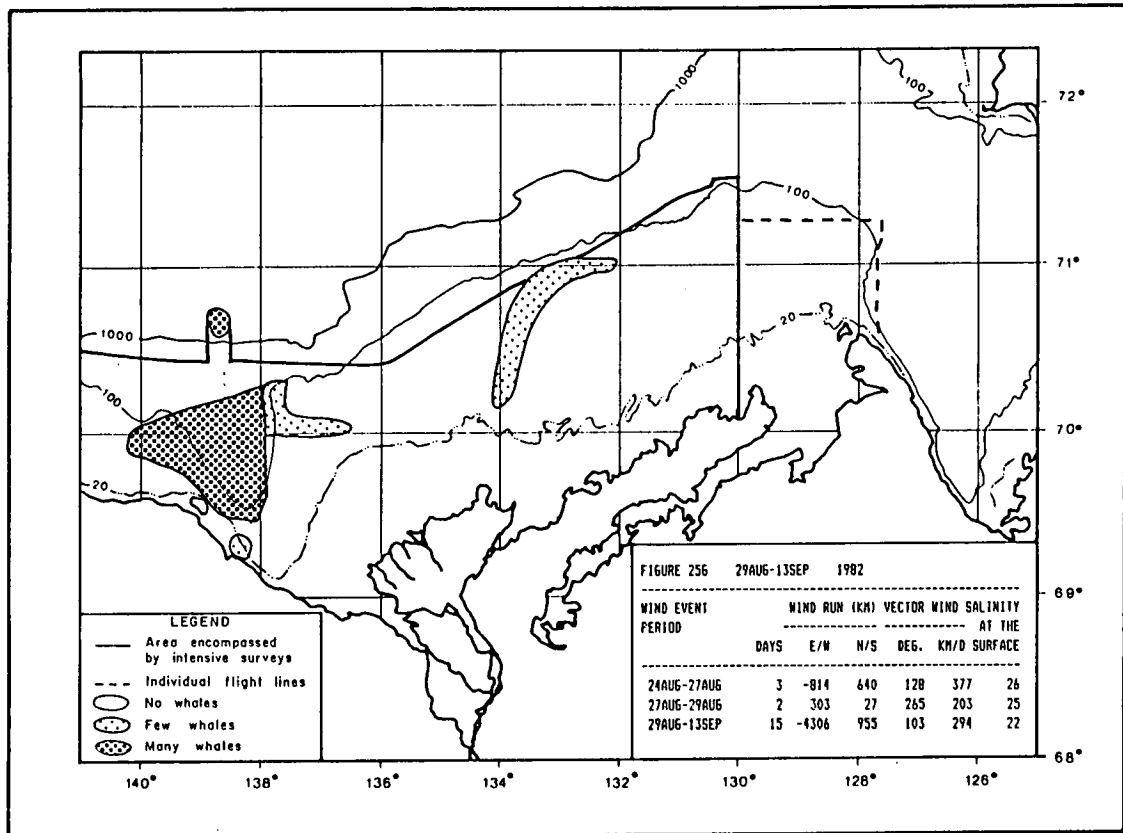 1000
1007
72°
100
71°
20
1000
100
70°
20
69°
68°
FIGURE 256 29AUG-13SEP 1982
WIND EVENT WIND RUN (KM) VECTOR WIND SALINITY
PERIOD AT THE
DAYS E/W N/S DEG. KM/D SURFACE
24AUG-27AUG 3 -814 640 128 377 26
27AUG-29AUG 2 303 27 265 203 25
29AUG-13SEP 15 -4306 955 103 294 22
LEGEND
Area encompassed
by intensive surveys
Individual flight lines
No whales
Few whales
Many whales
140° 138° 136° 134° 132° 130° 128° 126°